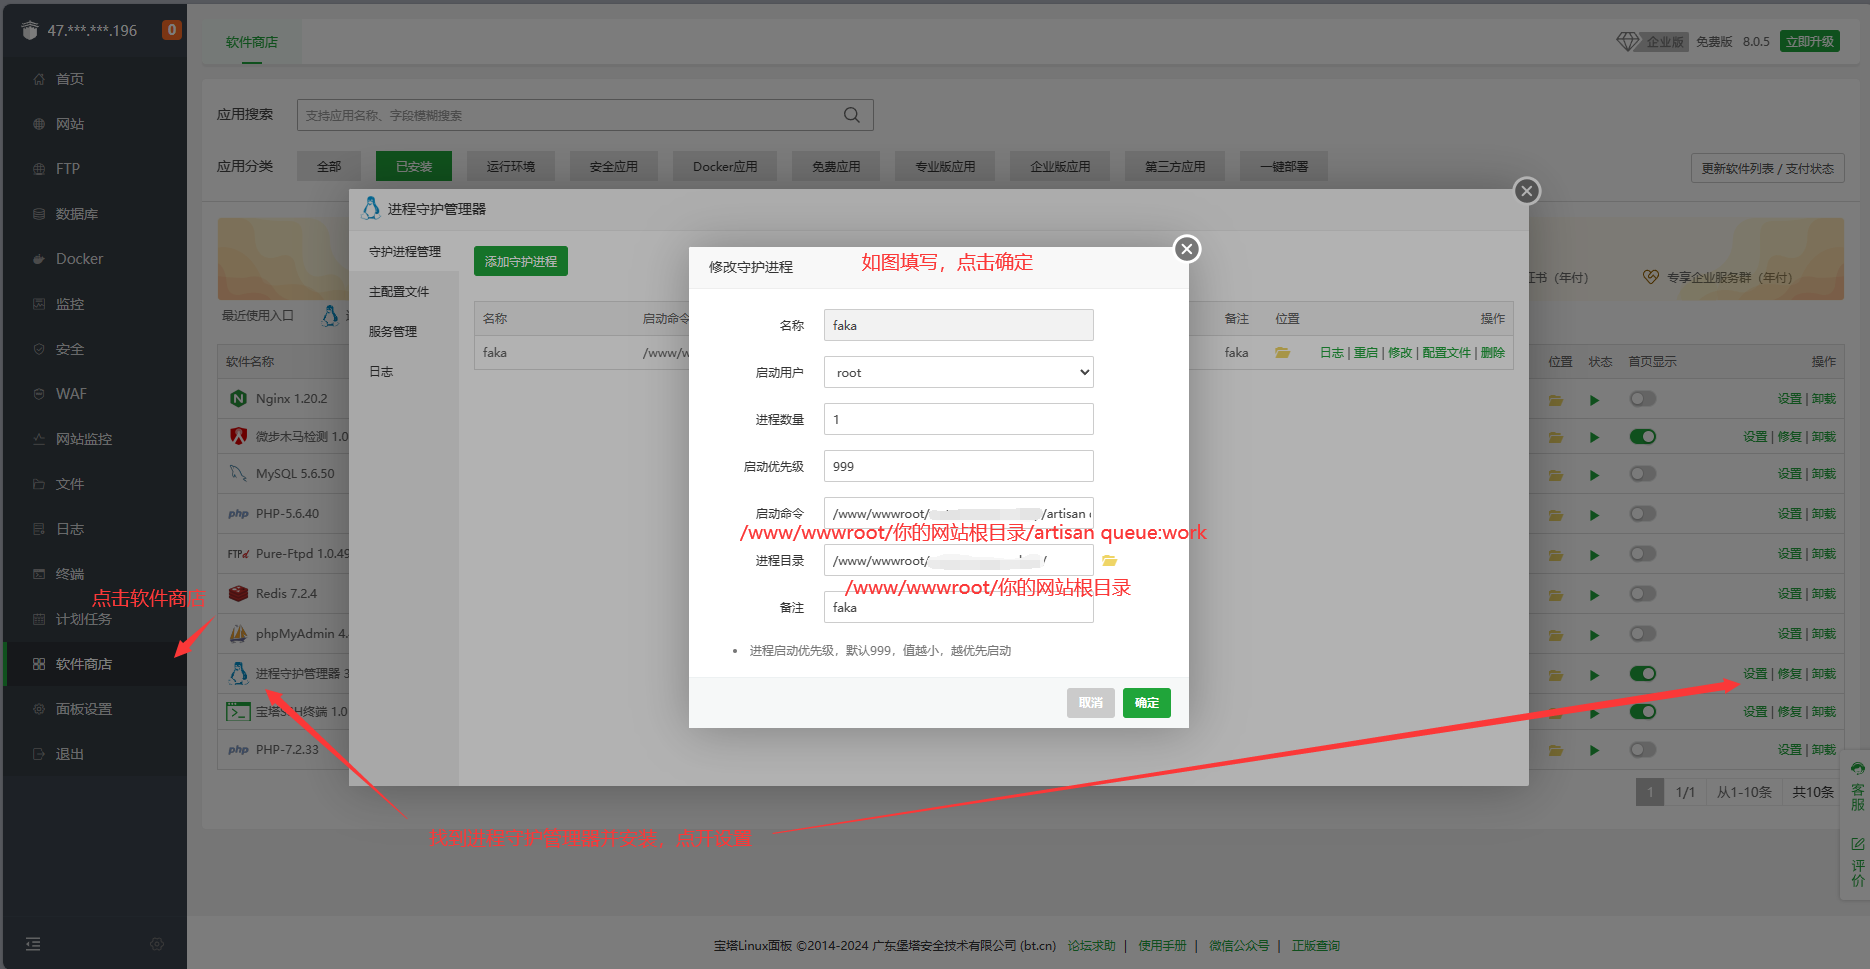 47.***.***.196
0
首页
网站
FTP
数据库
Docker
监控
安全
WAF
网站监控
文件
日志
终端
计划任务
软件商店
面板设置
退出
点击软件商店
软件商店
企业版 免费版 8.0.5 立即升级
应用搜索 支持应用名称、字段模糊搜索
应用分类 全部 已安装 运行环境 安全应用 Docker应用 免费应用 专业版应用 企业版应用 第三方应用 一键部署
更新软件列表 / 支付状态
证书（年付） 专享企业服务群（年付）
最近使用入口
软件名称
位置 状态 首页显示 操作
Nginx 1.20.2 设置 | 卸载
微步木马检测 1.0 设置 | 修复 | 卸载
MySQL 5.6.50 设置 | 卸载
php PHP-5.6.40 设置 | 卸载
FTP Pure-Ftpd 1.0.49 设置 | 卸载
Redis 7.2.4 设置 | 卸载
phpMyAdmin 4. 设置 | 卸载
进程守护管理器 3 设置 | 修复 | 卸载
宝塔SSH终端 1.0 设置 | 修复 | 卸载
php PHP-7.2.33 设置 | 卸载
1 1/1 从1-10条 共10条
进程守护管理器
守护进程管理
主配置文件
服务管理
日志
添加守护进程
名称 启动命令 备注 位置 操作
faka /www/w faka 日志 | 重启 | 修改 | 配置文件 | 删除
修改守护进程
如图填写，点击确定
名称 faka
启动用户 root
进程数量 1
启动优先级 999
启动命令 /www/wwwroot/ /artisan
/www/wwwroot/你的网站根目录/artisan queue:work
进程目录 /www/wwwroot/ /
/www/wwwroot/你的网站根目录
备注 faka
进程启动优先级，默认999，值越小，越优先启动
取消 确定
找到进程守护管理器并安装，点开设置
客服
评价
宝塔Linux面板 ©2014-2024 广东堡塔安全技术有限公司 (bt.cn) 论坛求助 | 使用手册 | 微信公众号 | 正版查询